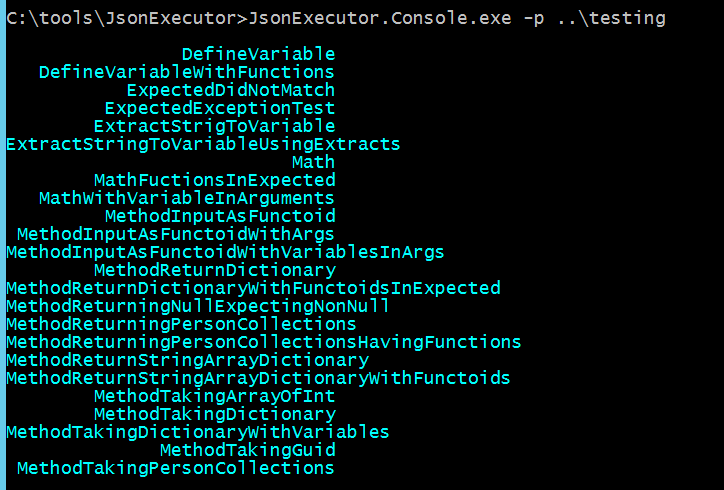 C:\tools\JsonExecutor>JsonExecutor.Console.exe -p ..\testing
DefineVariable
DefineVariableWithFunctions
ExpectedDidNotMatch
ExpectedExceptionTest
ExtractStrigToVariable
ExtractStringToVariableUsingExtracts
Math
MathFuctionsInExpected
MathWithVariableInArguments
MethodInputAsFunctoid
MethodInputAsFunctoidWithArgs
MethodInputAsFunctoidWithVariablesInArgs
MethodReturnDictionary
MethodReturnDictionaryWithFunctoidsInExpected
MethodReturningNullExpectingNonNull
MethodReturningPersonCollections
MethodReturningPersonCollectionsHavingFunctions
MethodReturnStringArrayDictionary
MethodReturnStringArrayDictionaryWithFunctoids
MethodTakingArrayOfInt
MethodTakingDictionary
MethodTakingDictionaryWithVariables
MethodTakingGuid
MethodTakingPersonCollections